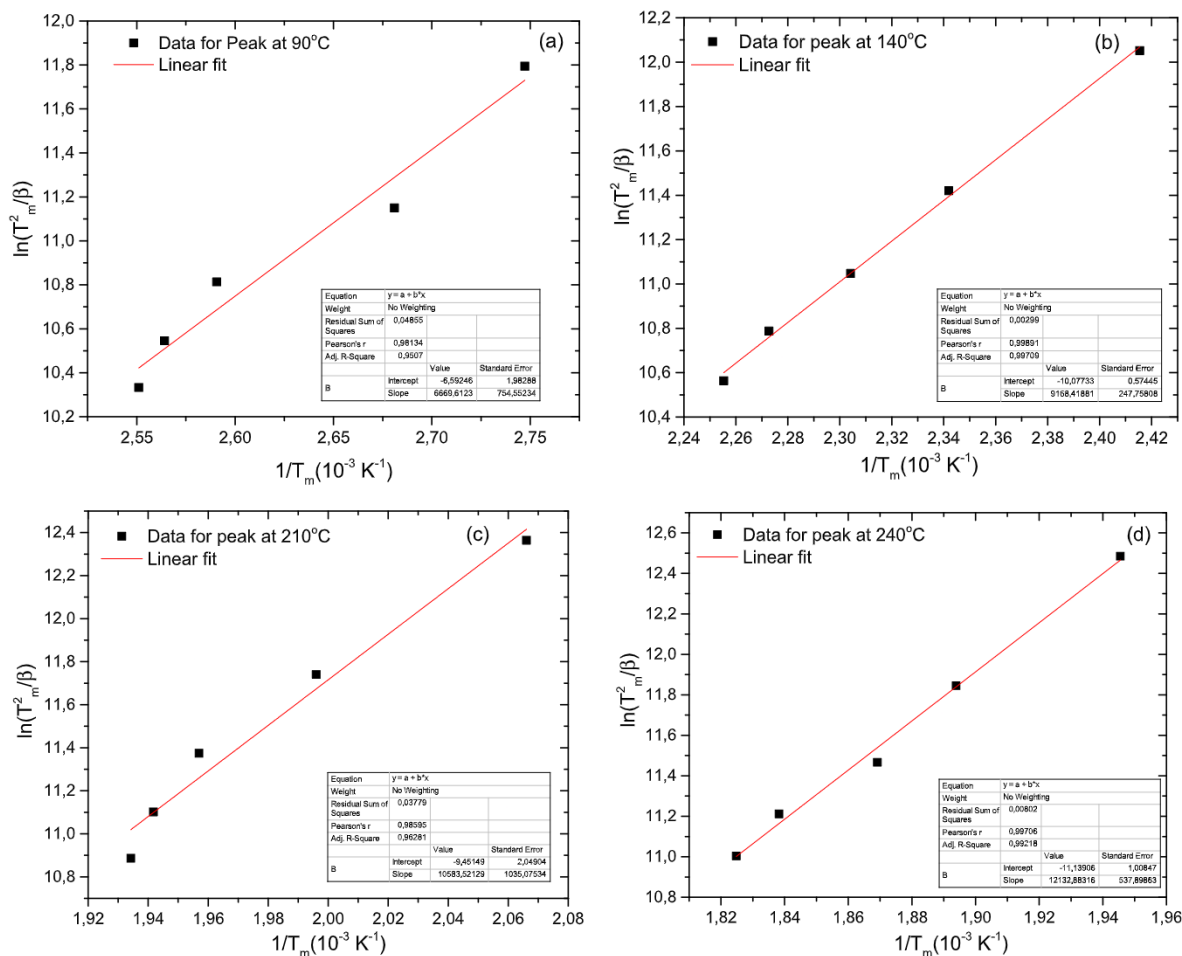 (a)
Data for Peak at 90°C
Linear fit
ln(T²m/β)
12,0
11,8
11,6
11,4
11,2
11,0
10,8
10,6
10,4
10,2
Equation y = a + b*x
Weight No Weighting
Residual Sum of Squares 0,04855
Pearson's r 0,98134
Adj. R-Square 0,9507
Value Standard Error
B Intercept -6,59246 1,98288
Slope 6669,6123 754,55234
2,55 2,60 2,65 2,70 2,75
1/Tm(10⁻³ K⁻¹)
(b)
Data for peak at 140°C
Linear fit
ln(T²m/β)
12,2
12,0
11,8
11,6
11,4
11,2
11,0
10,8
10,6
10,4
Equation y = a + b*x
Weight No Weighting
Residual Sum of Squares 0,00299
Pearson's r 0,99891
Adj. R-Square 0,99709
Value Standard Error
B Intercept -10,07733 0,57445
Slope 9158,41881 247,75808
2,24 2,26 2,28 2,30 2,32 2,34 2,36 2,38 2,40 2,42
1/Tm(10⁻³ K⁻¹)
(c)
Data for peak at 210°C
Linear fit
ln(T²m/β)
12,4
12,2
12,0
11,8
11,6
11,4
11,2
11,0
10,8
Equation y = a + b*x
Weight No Weighting
Residual Sum of Squares 0,03779
Pearson's r 0,98595
Adj. R-Square 0,96281
Value Standard Error
B Intercept -9,45149 2,04904
Slope 10583,52129 1035,07534
1,92 1,94 1,96 1,98 2,00 2,02 2,04 2,06 2,08
1/Tm(10⁻³ K⁻¹)
(d)
Data for peak at 240°C
Linear fit
ln(T²m/β)
12,6
12,4
12,2
12,0
11,8
11,6
11,4
11,2
11,0
10,8
Equation y = a + b*x
Weight No Weighting
Residual Sum of Squares 0,00802
Pearson's r 0,99706
Adj. R-Square 0,99218
Value Standard Error
B Intercept -11,13906 1,00847
Slope 12132,88316 537,89863
1,82 1,84 1,86 1,88 1,90 1,92 1,94 1,96
1/Tm(10⁻³ K⁻¹)